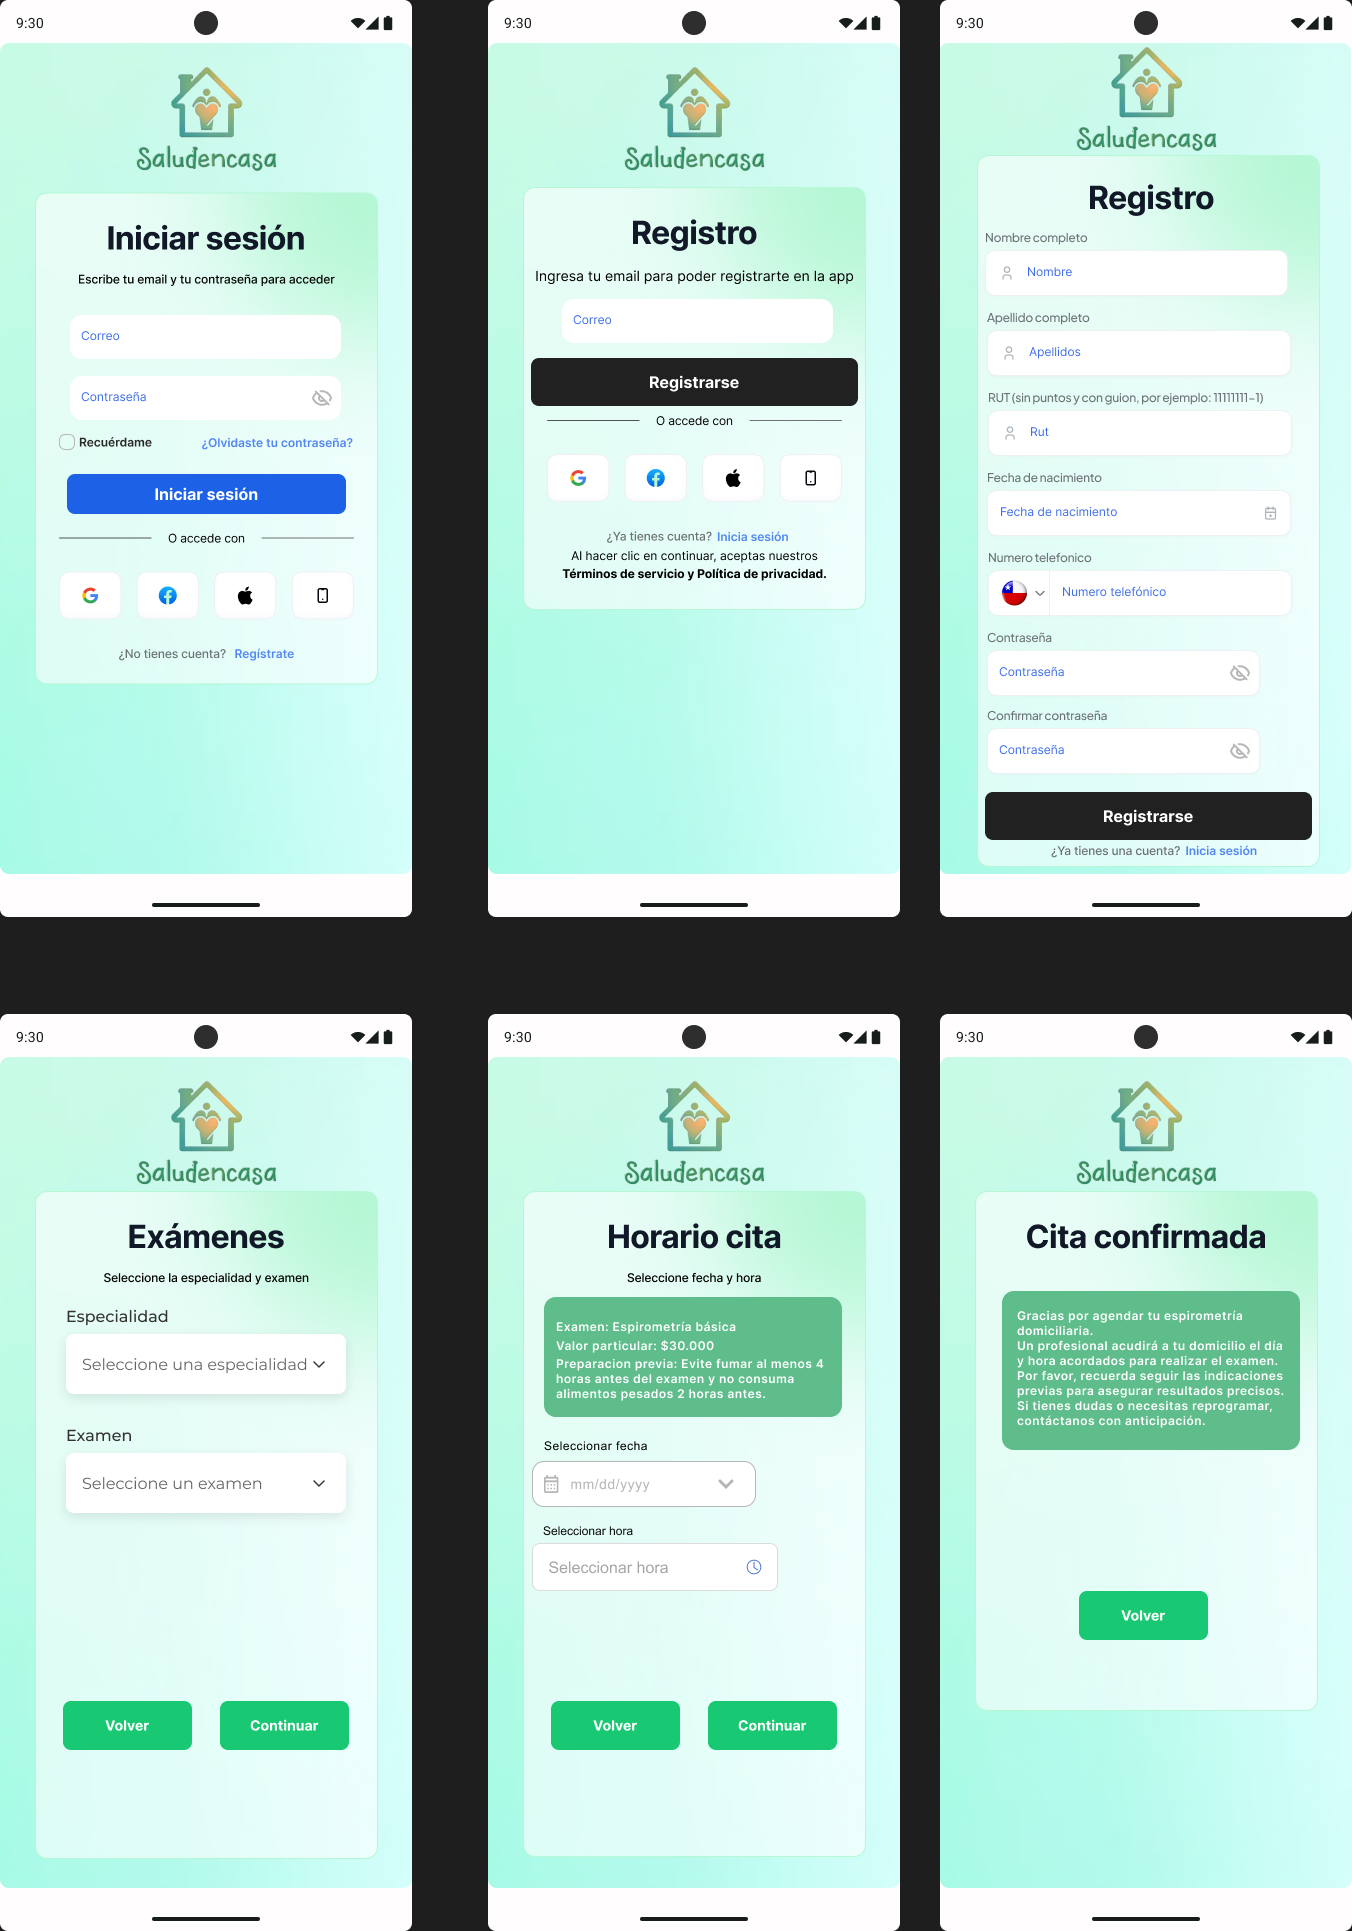 9:30
Saludencasa
Iniciar sesión
Escribe tu email y tu contraseña para acceder
Correo
Contraseña
Recuérdame
¿Olvidaste tu contraseña?
Iniciar sesión
O accede con
¿No tienes cuenta? Regístrate
9:30
Saludencasa
Registro
Ingresa tu email para poder registrarte en la app
Correo
Registrarse
O accede con
¿Ya tienes cuenta? Inicia sesión
Al hacer clic en continuar, aceptas nuestros
Términos de servicio y Política de privacidad.
9:30
Saludencasa
Registro
Nombre completo
Nombre
Apellido completo
Apellidos
RUT (sin puntos y con guion, por ejemplo: 11111111-1)
Rut
Fecha de nacimiento
Fecha de nacimiento
Numero telefonico
Numero telefónico
Contraseña
Contraseña
Confirmar contraseña
Contraseña
Registrarse
¿Ya tienes una cuenta? Inicia sesión
9:30
Saludencasa
Exámenes
Seleccione la especialidad y examen
Especialidad
Seleccione una especialidad
Examen
Seleccione un examen
Volver
Continuar
9:30
Saludencasa
Horario cita
Seleccione fecha y hora
Examen: Espirometría básica
Valor particular: $30.000
Preparacion previa: Evite fumar al menos 4
horas antes del examen y no consuma
alimentos pesados 2 horas antes.
Seleccionar fecha
mm/dd/yyyy
Seleccionar hora
Seleccionar hora
Volver
Continuar
9:30
Saludencasa
Cita confirmada
Gracias por agendar tu espirometría
domiciliaria.
Un profesional acudirá a tu domicilio el día
y hora acordados para realizar el examen.
Por favor, recuerda seguir las indicaciones
previas para asegurar resultados precisos.
Si tienes dudas o necesitas reprogramar,
contáctanos con anticipación.
Volver